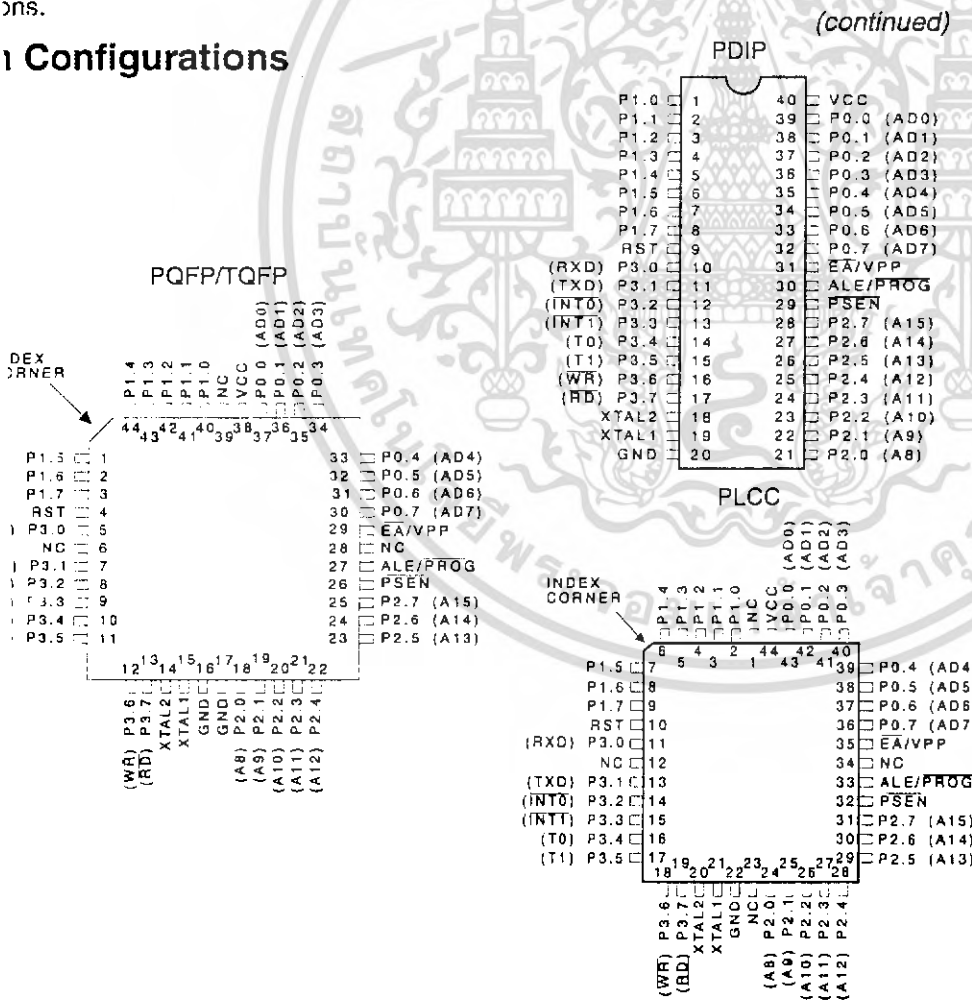 ons.
(continued)
n Configurations
PDIP
P1.0 1 40 VCC
P1.1 2 39 P0.0 (AD0)
P1.2 3 38 P0.1 (AD1)
P1.3 4 37 P0.2 (AD2)
P1.4 5 36 P0.3 (AD3)
P1.5 6 35 P0.4 (AD4)
P1.6 7 34 P0.5 (AD5)
P1.7 8 33 P0.6 (AD6)
RST 9 32 P0.7 (AD7)
(RXD) P3.0 10 31 EA/VPP
(TXD) P3.1 11 30 ALE/PROG
(INT0) P3.2 12 29 PSEN
(INT1) P3.3 13 28 P2.7 (A15)
(T0) P3.4 14 27 P2.6 (A14)
(T1) P3.5 15 26 P2.5 (A13)
(WR) P3.6 16 25 P2.4 (A12)
(RD) P3.7 17 24 P2.3 (A11)
XTAL2 18 23 P2.2 (A10)
XTAL1 19 22 P2.1 (A9)
GND 20 21 P2.0 (A8)
PQFP/TQFP
DEX
ORNER
P1.4 P1.3 P1.2 P1.1 P1.0 NC VCC P0.0 (AD0) P0.1 (AD1) P0.2 (AD2) P0.3 (AD3)
44 43 42 41 40 39 38 37 36 35 34
P1.5 1 33 P0.4 (AD4)
P1.6 2 32 P0.5 (AD5)
P1.7 3 31 P0.6 (AD6)
RST 4 30 P0.7 (AD7)
) P3.0 5 29 EA/VPP
NC 6 28 NC
) P3.1 7 27 ALE/PROG
) P3.2 8 26 PSEN
) P3.3 9 25 P2.7 (A15)
) P3.4 10 24 P2.6 (A14)
) P3.5 11 23 P2.5 (A13)
12 13 14 15 16 17 18 19 20 21 22
(WR) P3.6 (RD) P3.7 XTAL2 XTAL1 GND GND (A8) P2.0 (A9) P2.1 (A10) P2.2 (A11) P2.3 (A12) P2.4
PLCC
INDEX
CORNER
P1.4 P1.3 P1.2 P1.1 P1.0 NC VCC P0.0 (AD0) P0.1 (AD1) P0.2 (AD2) P0.3 (AD3)
6 5 4 3 2 1 44 43 42 41 40
P1.5 7 39 P0.4 (AD4
P1.6 8 38 P0.5 (AD5
P1.7 9 37 P0.6 (AD6
RST 10 36 P0.7 (AD7
(RXD) P3.0 11 35 EA/VPP
NC 12 34 NC
(TXD) P3.1 13 33 ALE/PROG
(INT0) P3.2 14 32 PSEN
(INT1) P3.3 15 31 P2.7 (A15)
(T0) P3.4 16 30 P2.6 (A14)
(T1) P3.5 17 29 P2.5 (A13)
18 19 20 21 22 23 24 25 26 27 28
(WR) P3.6 (RD) P3.7 XTAL2 XTAL1 GND NC (A8) P2.0 (A9) P2.1 (A10) P2.2 (A11) P2.3 (A12) P2.4